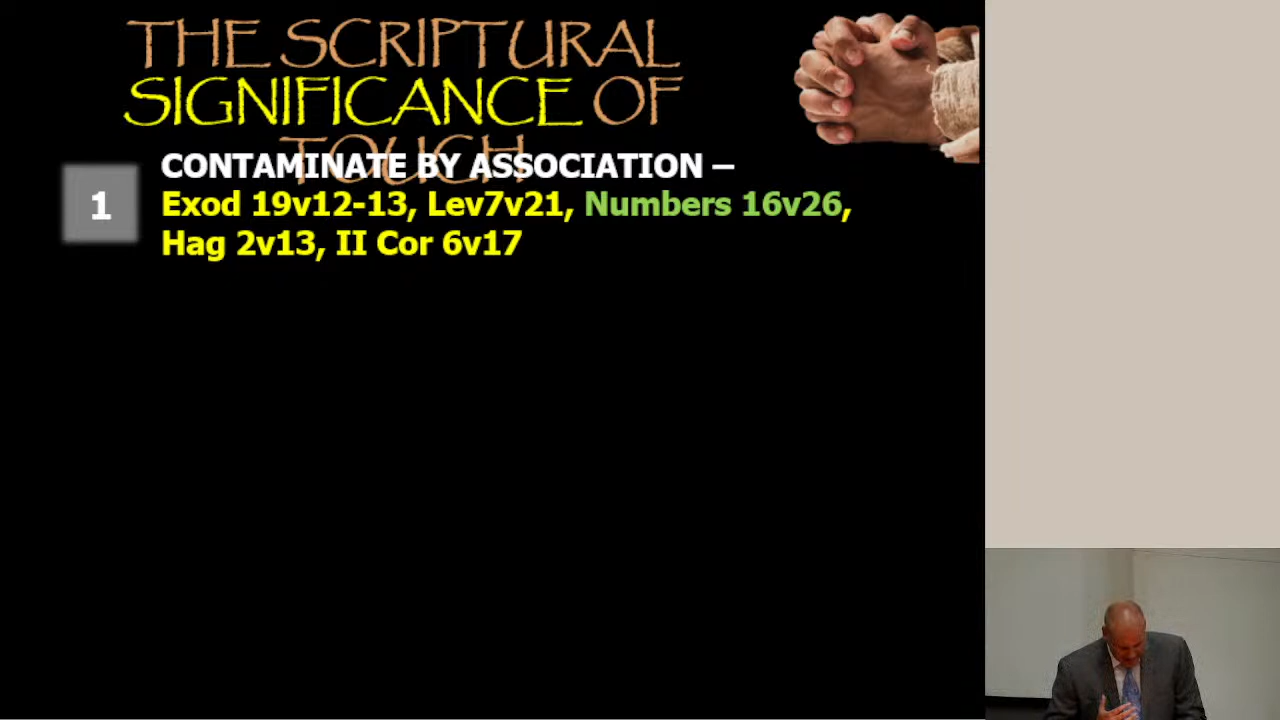 THE SCRIPTURAL
SIGNIFICANCE OF
TOUCH
1
CONTAMINATE BY ASSOCIATION –
Exod 19v12-13, Lev7v21, Numbers 16v26,
Hag 2v13, II Cor 6v17